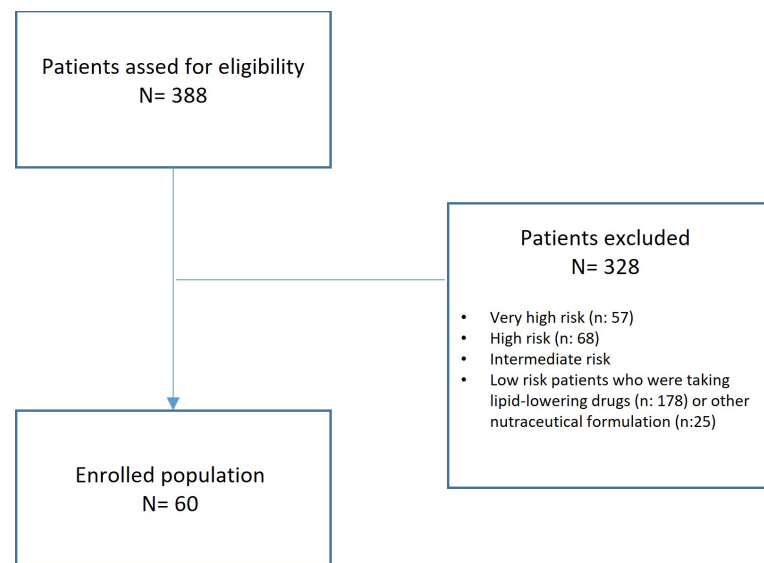 Patients assed for eligibility
N= 388
Patients excluded
N= 328
• Very high risk (n: 57)
• High risk (n: 68)
• Intermediate risk
• Low risk patients who were taking
lipid-lowering drugs (n: 178) or other
nutraceutical formulation (n:25)
Enrolled population
N= 60